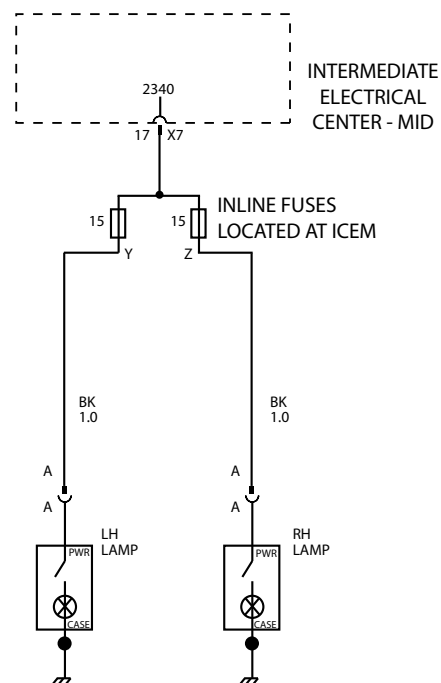 INTERMEDIATE
ELECTRICAL
CENTER - MID
2340
17 X7
15
15
INLINE FUSES
LOCATED AT ICEM
Y
Z
BK
1.0
BK
1.0
A
A
A
A
LH
LAMP
RH
LAMP
PWR
PWR
CASE
CASE